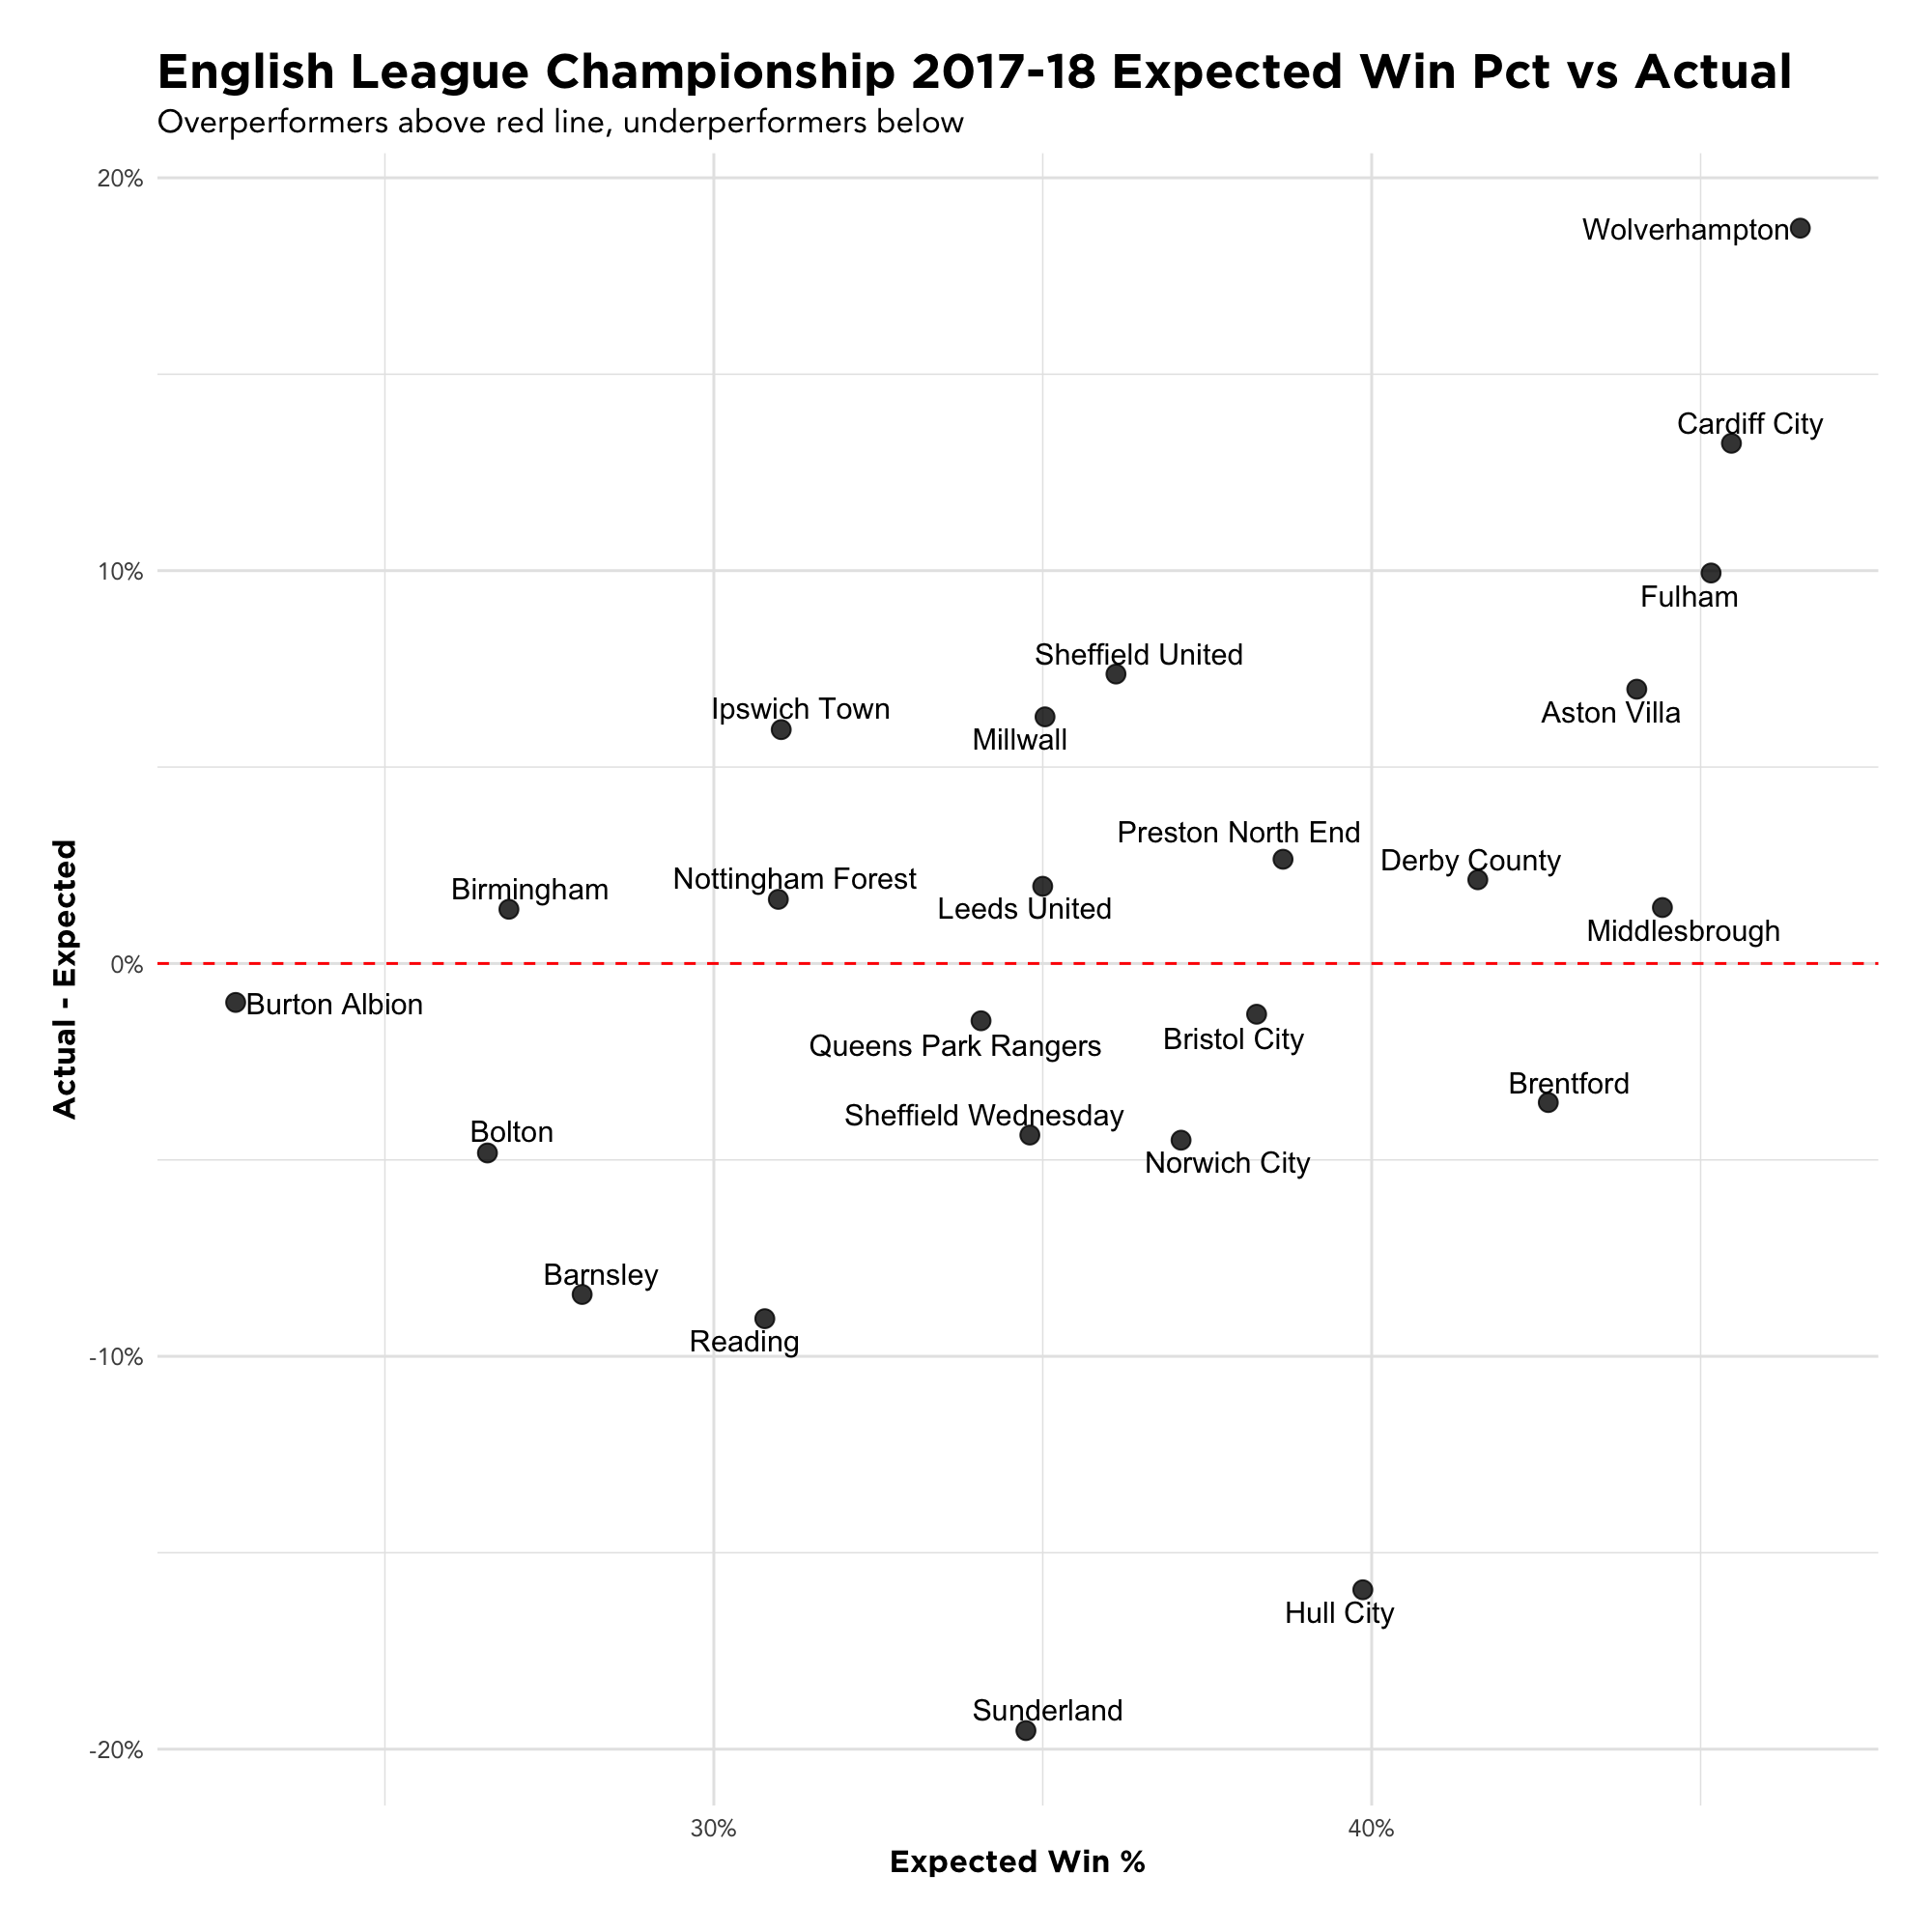 English League Championship 2017-18 Expected Win Pct vs Actual
Overperformers above red line, underperformers below
20%
Wolverhampton
Cardiff City
10%
Fulham
Sheffield United
Ipswich Town
Aston Villa
Millwall
Preston North End
Derby County
Nottingham Forest
Birmingham
Leeds United
Middlesbrough
Actual - Expected
0%
Burton Albion
Bristol City
Queens Park Rangers
Brentford
Sheffield Wednesday
Bolton
Norwich City
Barnsley
Reading
-10%
Hull City
Sunderland
-20%
30%
40%
Expected Win %